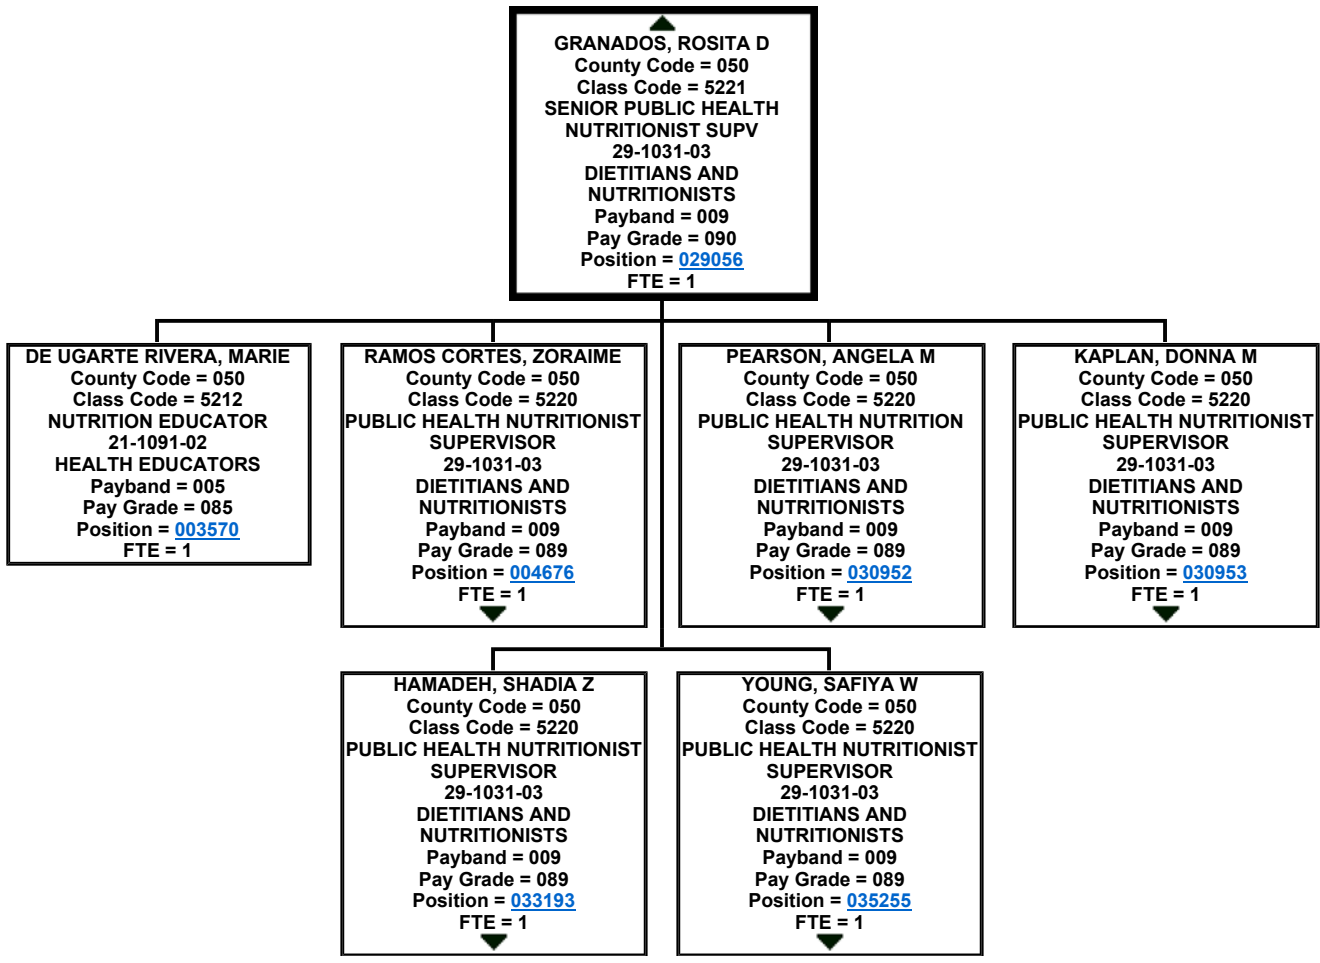 GRANADOS, ROSITA D
County Code = 050
Class Code = 5221
SENIOR PUBLIC HEALTH
NUTRITIONIST SUPV
29-1031-03
DIETITIANS AND
NUTRITIONISTS
Payband = 009
Pay Grade = 090
Position = 029056
FTE = 1
DE UGARTE RIVERA, MARIE
County Code = 050
Class Code = 5212
NUTRITION EDUCATOR
21-1091-02
HEALTH EDUCATORS
Payband = 005
Pay Grade = 085
Position = 003570
FTE = 1
RAMOS CORTES, ZORAIME
County Code = 050
Class Code = 5220
PUBLIC HEALTH NUTRITIONIST
SUPERVISOR
29-1031-03
DIETITIANS AND
NUTRITIONISTS
Payband = 009
Pay Grade = 089
Position = 004676
FTE = 1
PEARSON, ANGELA M
County Code = 050
Class Code = 5220
PUBLIC HEALTH NUTRITION
SUPERVISOR
29-1031-03
DIETITIANS AND
NUTRITIONISTS
Payband = 009
Pay Grade = 089
Position = 030952
FTE = 1
KAPLAN, DONNA M
County Code = 050
Class Code = 5220
PUBLIC HEALTH NUTRITIONIST
SUPERVISOR
29-1031-03
DIETITIANS AND
NUTRITIONISTS
Payband = 009
Pay Grade = 089
Position = 030953
FTE = 1
HAMADEH, SHADIA Z
County Code = 050
Class Code = 5220
PUBLIC HEALTH NUTRITIONIST
SUPERVISOR
29-1031-03
DIETITIANS AND
NUTRITIONISTS
Payband = 009
Pay Grade = 089
Position = 033193
FTE = 1
YOUNG, SAFIYA W
County Code = 050
Class Code = 5220
PUBLIC HEALTH NUTRITIONIST
SUPERVISOR
29-1031-03
DIETITIANS AND
NUTRITIONISTS
Payband = 009
Pay Grade = 089
Position = 035255
FTE = 1